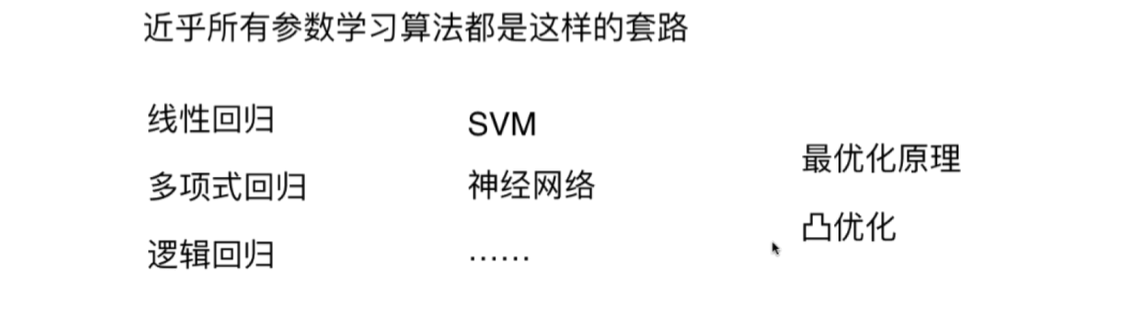 近乎所有参数学习算法都是这样的套路
线性回归
多项式回归
逻辑回归
SVM
神经网络
……
最优化原理
凸优化